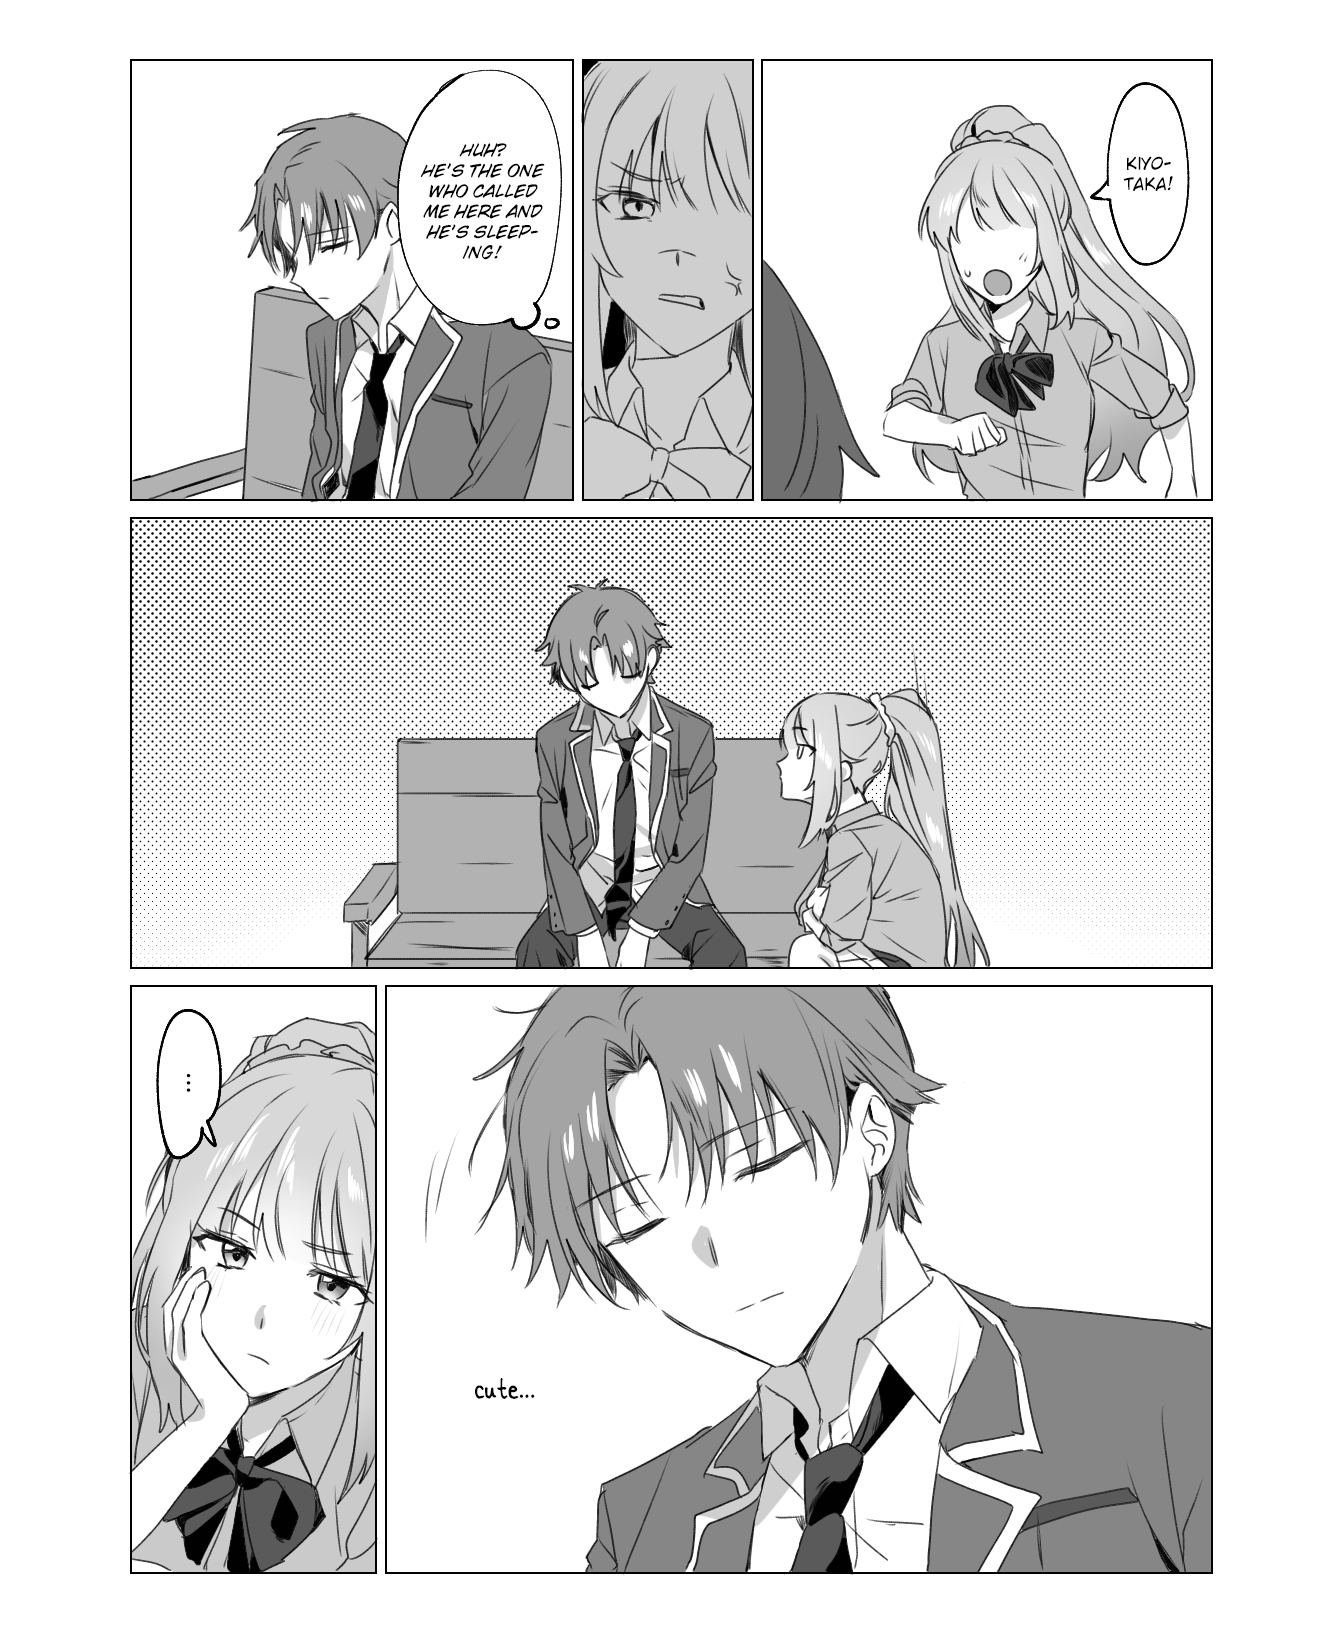 KIYO-
TAKA!
HUH?
HE'S THE ONE
WHO CALLED
ME HERE AND
HE'S SLEEP-
ING!
cute...
...